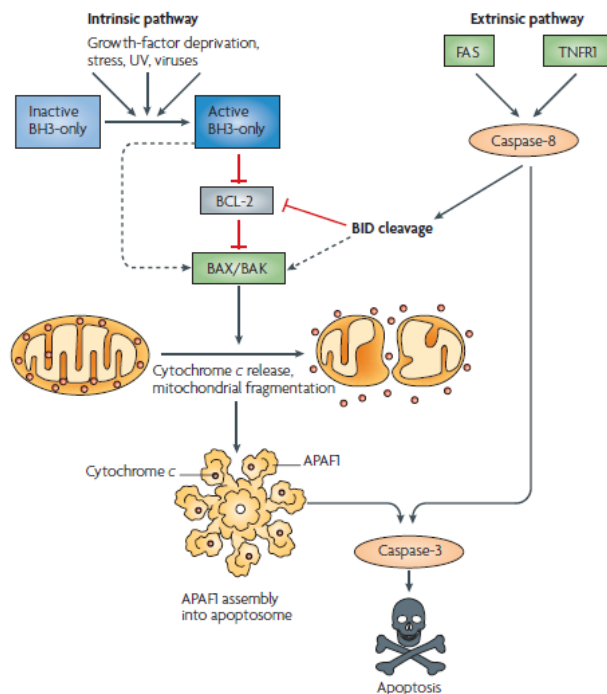 Intrinsic pathway
Growth-factor deprivation,
stress, UV, viruses
Extrinsic pathway
FAS
TNFR1
Inactive
BH3-only
Active
BH3-only
Caspase-8
BCL-2
BID cleavage
BAX/BAK
Cytochrome c release,
mitochondrial fragmentation
Cytochrome c
APAF1
Caspase-3
APAF1 assembly
into apoptosome
Apoptosis